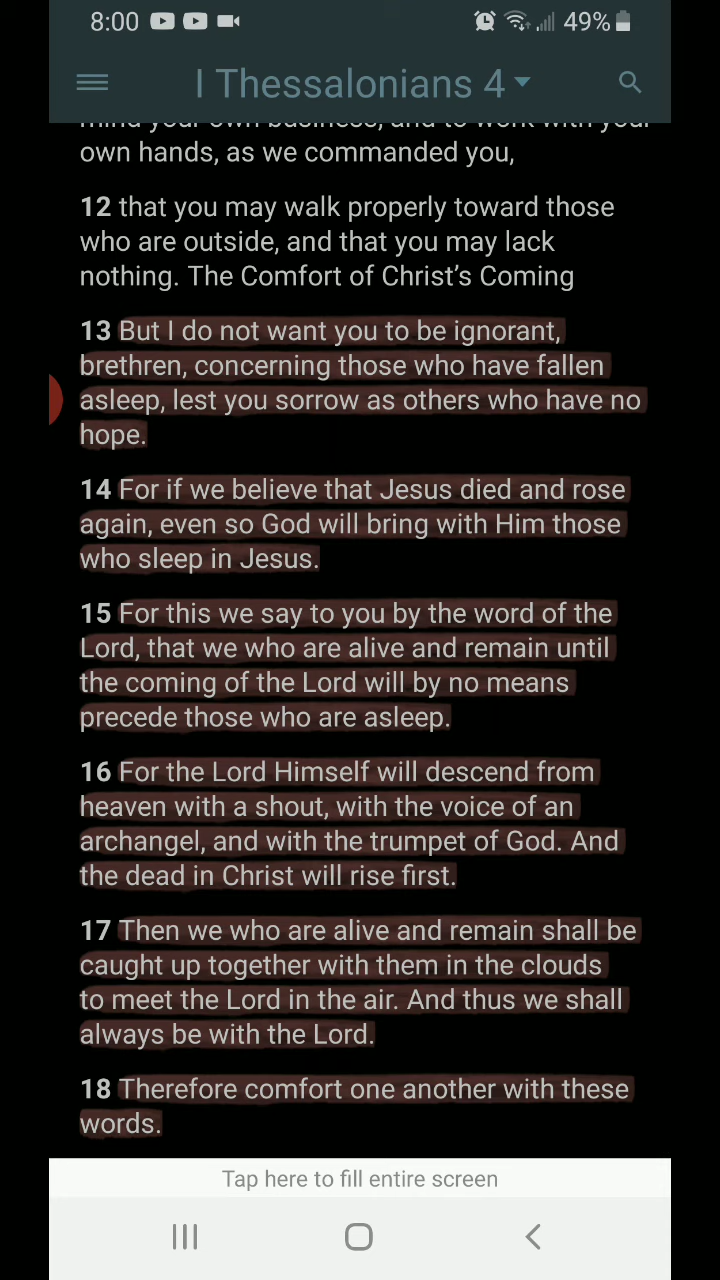 8:00 49%
I Thessalonians 4
mind your own business, and to work with your
own hands, as we commanded you,
12 that you may walk properly toward those
who are outside, and that you may lack
nothing. The Comfort of Christ’s Coming
13 But I do not want you to be ignorant,
brethren, concerning those who have fallen
asleep, lest you sorrow as others who have no
hope.
14 For if we believe that Jesus died and rose
again, even so God will bring with Him those
who sleep in Jesus.
15 For this we say to you by the word of the
Lord, that we who are alive and remain until
the coming of the Lord will by no means
precede those who are asleep.
16 For the Lord Himself will descend from
heaven with a shout, with the voice of an
archangel, and with the trumpet of God. And
the dead in Christ will rise first.
17 Then we who are alive and remain shall be
caught up together with them in the clouds
to meet the Lord in the air. And thus we shall
always be with the Lord.
18 Therefore comfort one another with these
words.
Tap here to fill entire screen